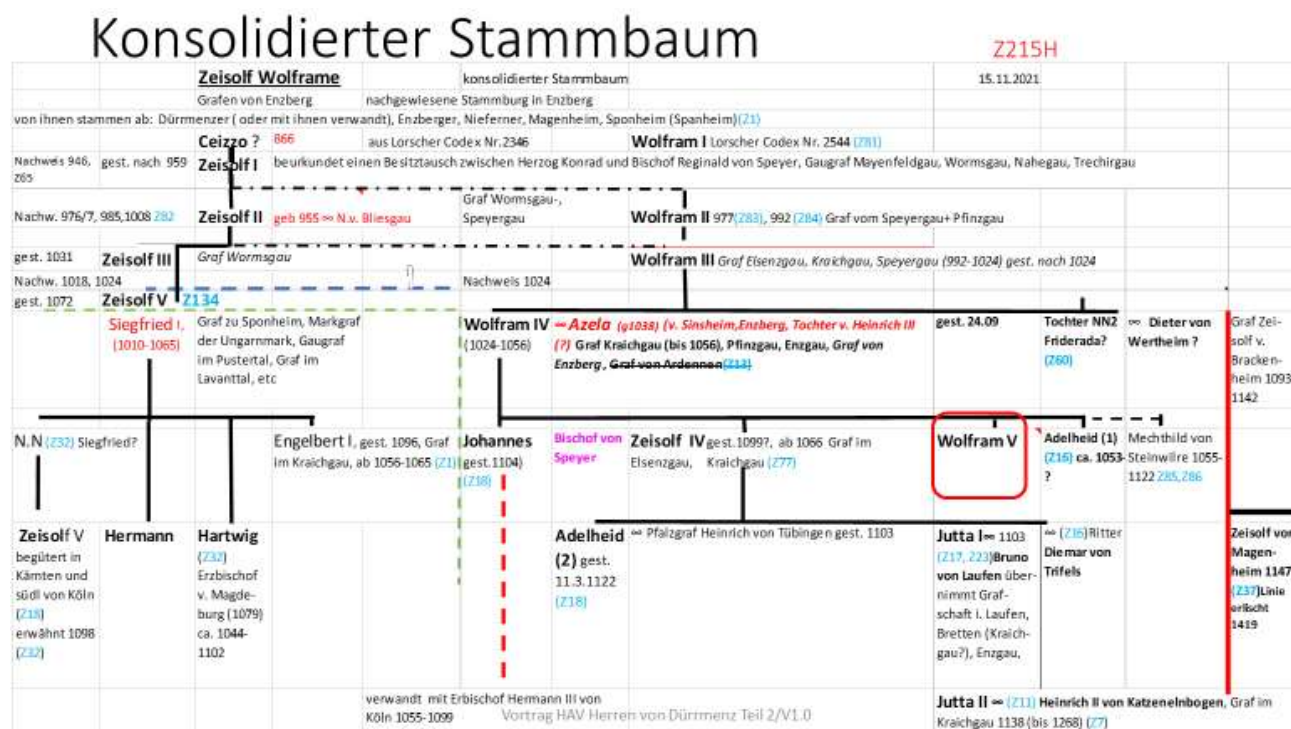 Konsolidierter Stammbaum
Z215H
Zeisolf Wolframe
konsolidierter Stammbaum
15.11.2021
Grafen von Enzberg
nachgewiesene Stammburg in Enzberg
von ihnen stammen ab: Dürrmenzer ( oder mit ihnen verwandt), Enzberger, Nieferner, Magenheim, Sponheim (Spanheim)(Z1)
Ceizzo ? 866
aus Lorscher Codex Nr.2346
Wolfram I Lorscher Codex Nr. 2544 (Z81)
Nachweis 946,
Z65
gest. nach 959
Zeisolf I
beurkundet einen Besitztausch zwischen Herzog Konrad und Bischof Reginald von Speyer, Gaugraf Mayenfeldgau, Wormsgau, Nahegau, Trechirgau
Nachw. 976/7, 985,1008 Z82
Zeisolf II
geb 955 ∞ N.v. Bliesgau
Graf Wormsgau-,
Speyergau
Wolfram II 977(Z83), 992 (Z84) Graf vom Speyergau+ Pfinzgau
gest. 1031
Zeisolf III
Graf Wormsgau
Wolfram III Graf Elsenzgau, Kraichgau, Speyergau (992-1024) gest. nach 1024
Nachw. 1018, 1024
Nachweis 1024
gest. 1072
Zeisolf V Z134
Siegfried I,
(1010-1065)
Graf zu Sponheim, Markgraf
der Ungarnmark, Gaugraf
im Pustertal, Graf im
Lavanttal, etc
Wolfram IV
(1024-1056)
∞ Azela (g1038) (v. Sinsheim,Enzberg, Tochter v. Heinrich III
(?) Graf Kraichgau (bis 1056), Pfinzgau, Enzgau, Graf von
Enzberg, Graf von Ardennen(Z13)
gest. 24.09
Tochter NN2
Friderada?
(Z60)
∞ Dieter von
Wertheim ?
Graf Zei-
solf v.
Bracken-
heim 1093
1142
N.N (Z32) Siegfried?
Engelbert I, gest. 1096, Graf
im Kraichgau, ab 1056-1065 (Z1)
Johannes
gest.1104)
(Z18)
Bischof von
Speyer
Zeisolf IV gest.1099?, ab 1066 Graf im
Elsenzgau, Kraichgau (Z77)
Wolfram V
Adelheid (1)
(Z16) ca. 1053-
?
Mechthild von
Steinwilre 1055-
1122 Z85,Z86
Zeisolf V
begütert in
Kärnten und
südl von Köln
(Z18)
erwähnt 1098
(Z32)
Hermann
Hartwig
(Z32)
Erzbischof
v. Magde-
burg (1079)
ca. 1044-
1102
Adelheid
(2) gest.
11.3.1122
(Z18)
∞ Pfalzgraf Heinrich von Tübingen gest. 1103
Jutta I∞ 1103
(Z17, Z23)Bruno
von Laufen über-
nimmt Graf-
schaft i. Laufen,
Bretten (Kraich-
gau?), Enzgau,
∞ (Z16)Ritter
Diemar von
Trifels
Zeisolf von
Magen-
heim 1147
(Z37)Linie
erlischt
1419
verwandt mit Erbischof Hermann III von
Köln 1055-1099
Vortrag HAV Herren von Dürrmenz Teil 2/V1.0
Jutta II ∞ (Z11) Heinrich II von Katzenelnbogen, Graf im
Kraichgau 1138 (bis 1268) (Z7)